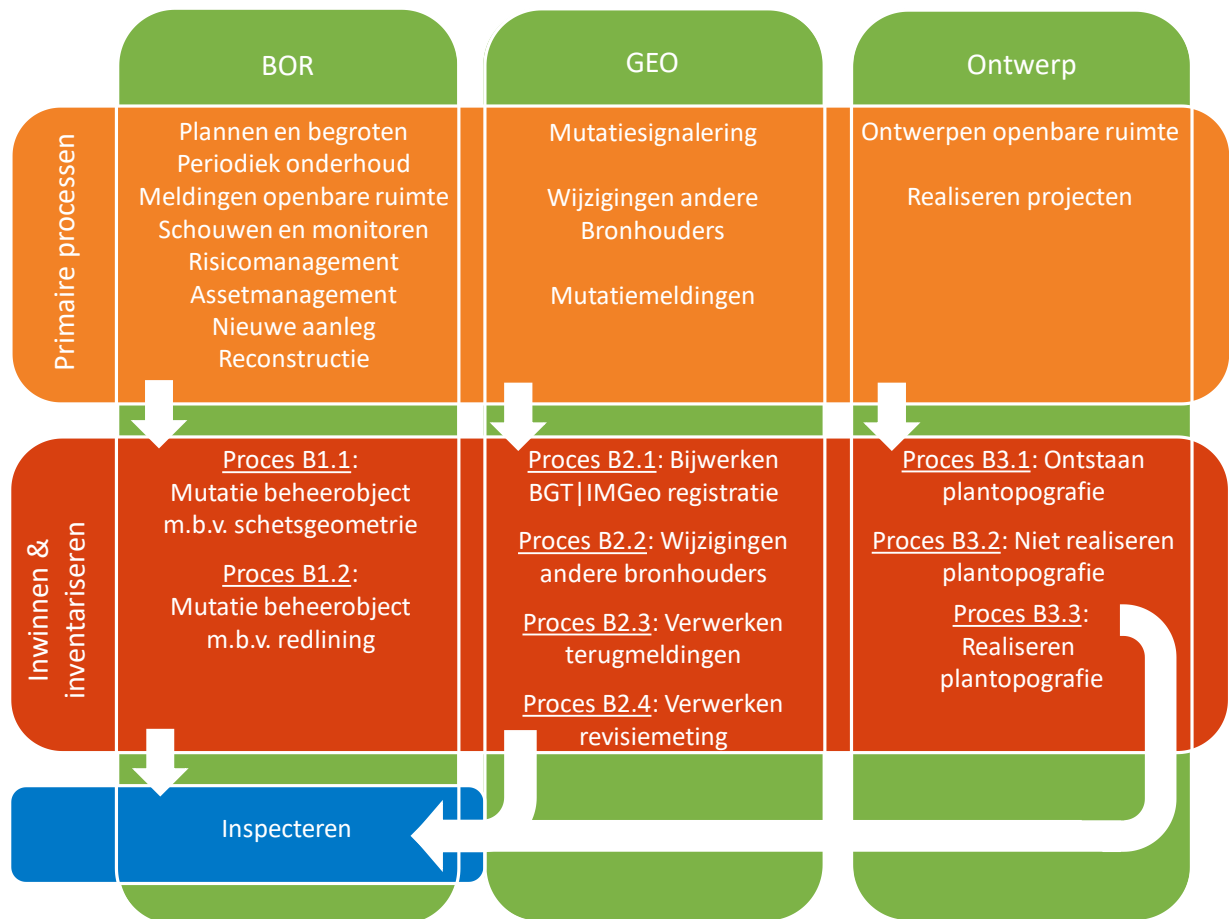 BOR
GEO
Ontwerp
Primaire processen
Plannen en begroten
Periodiek onderhoud
Meldingen openbare ruimte
Schouwen en monitoren
Risicomanagement
Assetmanagement
Nieuwe aanleg
Reconstructie
Mutatiesignalering
Wijzigingen andere
Bronhouders
Mutatiemeldingen
Ontwerpen openbare ruimte
Realiseren projecten
Inwinnen &
inventariseren
Proces B1.1:
Mutatie beheerobject
m.b.v. schetsgeometrie
Proces B1.2:
Mutatie beheerobject
m.b.v. redlining
Proces B2.1: Bijwerken
BGT|IMGeo registratie
Proces B2.2: Wijzigingen
andere bronhouders
Proces B2.3: Verwerken
terugmeldingen
Proces B2.4: Verwerken
revisiemeting
Proces B3.1: Ontstaan
plantopografie
Proces B3.2: Niet realiseren
plantopografie
Proces B3.3:
Realiseren
plantopografie
Inspecteren